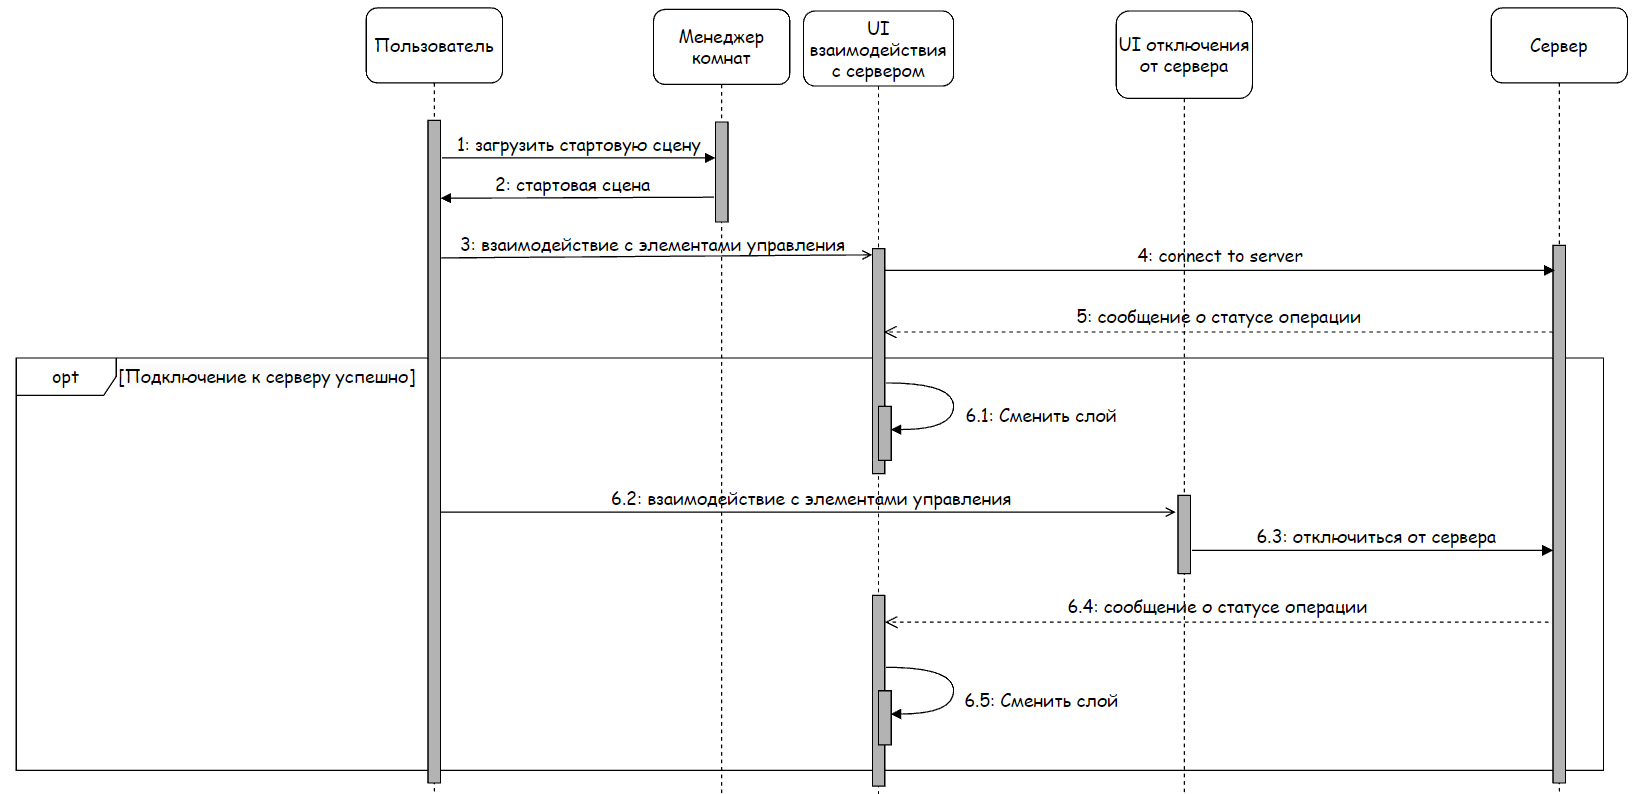 Пользователь
Менеджер
комнат
UI
взаимодействия
с сервером
UI отключения
от сервера
Сервер
1: загрузить стартовую сцену
2: стартовая сцена
3: взаимодействие с элементами управления
4: connect to server
5: сообщение о статусе операции
opt
[Подключение к серверу успешно]
6.1: Сменить слой
6.2: взаимодействие с элементами управления
6.3: отключиться от сервера
6.4: сообщение о статусе операции
6.5: Сменить слой